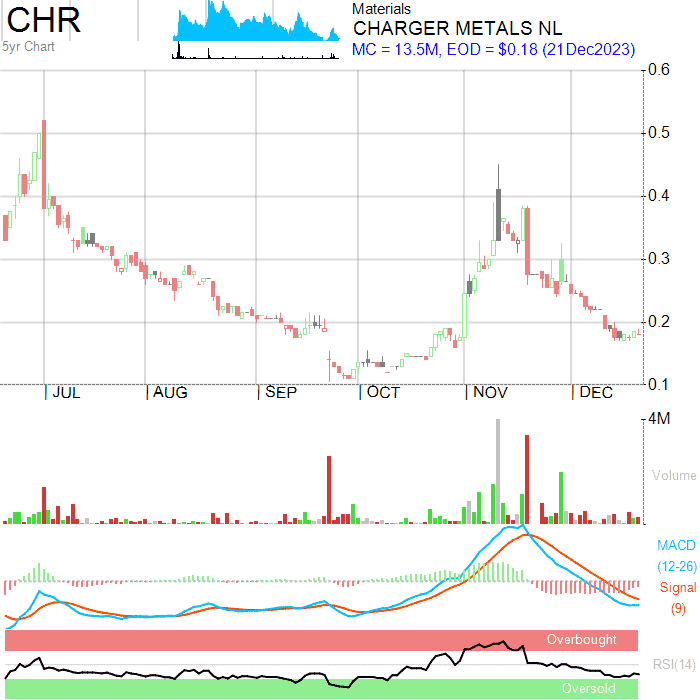 CHR
5yr Chart
Materials
CHARGER METALS NL
MC = 13.5M, EOD = $0.18 (21Dec2023)
0.6
0.5
0.4
0.3
0.2
0.1
JUL AUG SEP OCT NOV DEC
4M
Volume
MACD
(12-26)
Signal
(9)
Overbought
RSI(14)
Oversold